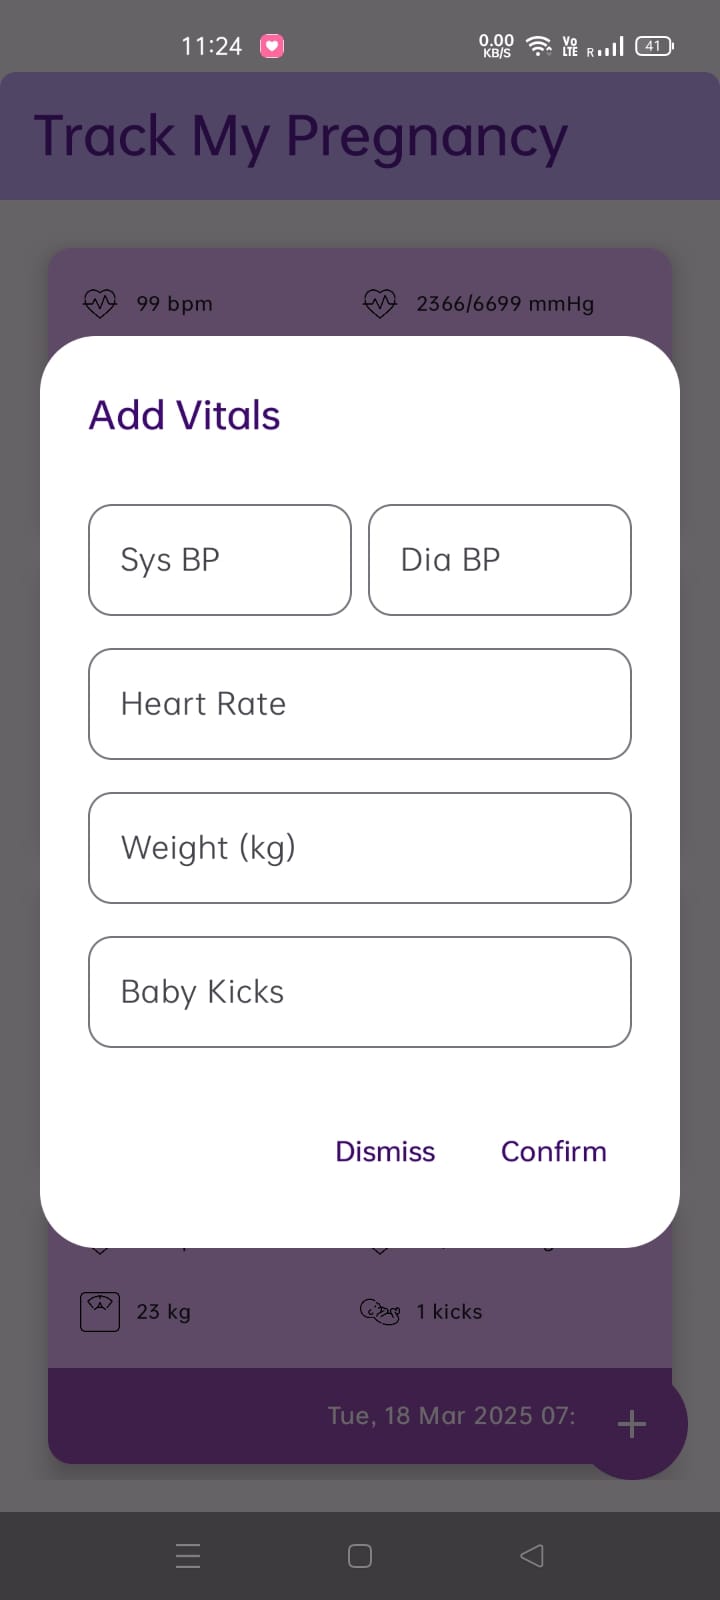 11:24 0.00 KB/S Vo LTE R 41
Track My Pregnancy
99 bpm 2366/6699 mmHg
Add Vitals
Sys BP Dia BP
Heart Rate
Weight (kg)
Baby Kicks
Dismiss Confirm
23 kg 1 kicks
Tue, 18 Mar 2025 07:
+